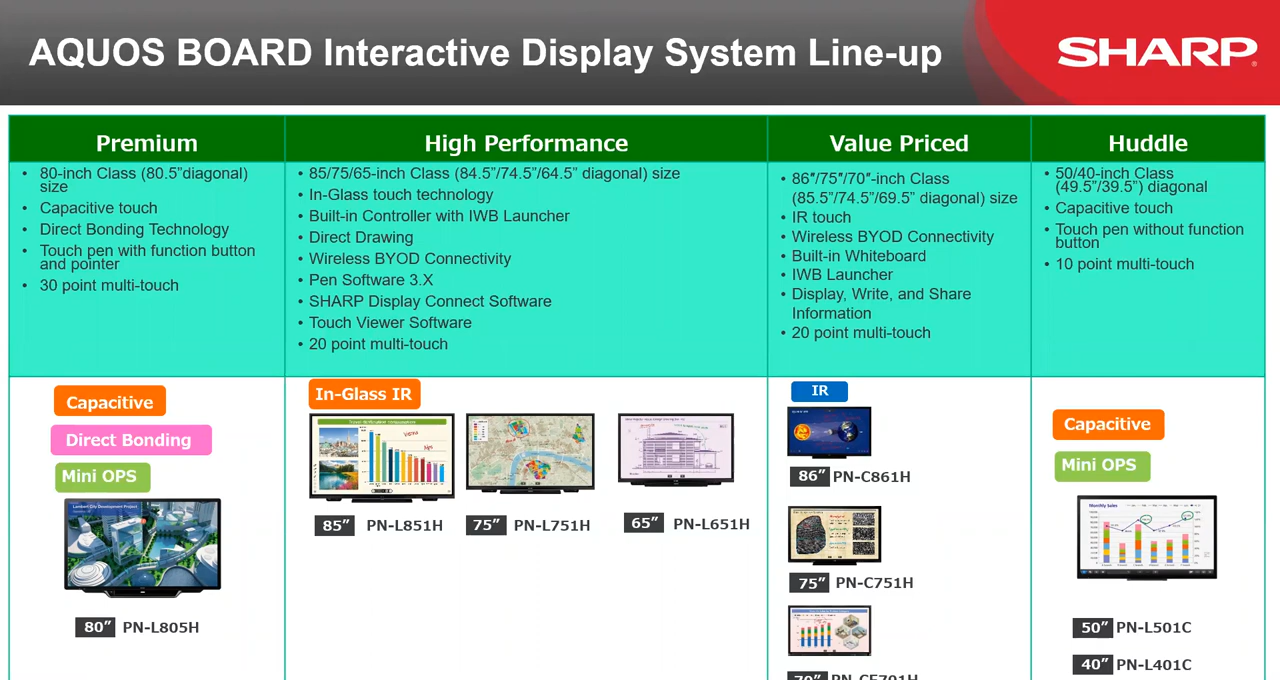 AQUOS BOARD Interactive Display System Line-up
SHARP
Premium
• 80-inch Class (80.5”diagonal)
size
• Capacitive touch
• Direct Bonding Technology
• Touch pen with function button
and pointer
• 30 point multi-touch
High Performance
• 85/75/65-inch Class (84.5”/74.5”/64.5” diagonal) size
• In-Glass touch technology
• Built-in Controller with IWB Launcher
• Direct Drawing
• Wireless BYOD Connectivity
• Pen Software 3.X
• SHARP Display Connect Software
• Touch Viewer Software
• 20 point multi-touch
Value Priced
• 86″/75″/70″-inch Class
(85.5”/74.5”/69.5” diagonal) size
• IR touch
• Wireless BYOD Connectivity
• Built-in Whiteboard
• IWB Launcher
• Display, Write, and Share
Information
• 20 point multi-touch
Huddle
• 50/40-inch Class
(49.5”/39.5”) diagonal
• Capacitive touch
• Touch pen without function
button
• 10 point multi-touch
Capacitive
Direct Bonding
Mini OPS
Lambert City Development Project
80” PN-L805H
In-Glass IR
85” PN-L851H
75” PN-L751H
65” PN-L651H
IR
86” PN-C861H
75” PN-C751H
70” PN-CE701H
Capacitive
Mini OPS
Monthly Sales
50” PN-L501C
40” PN-L401C